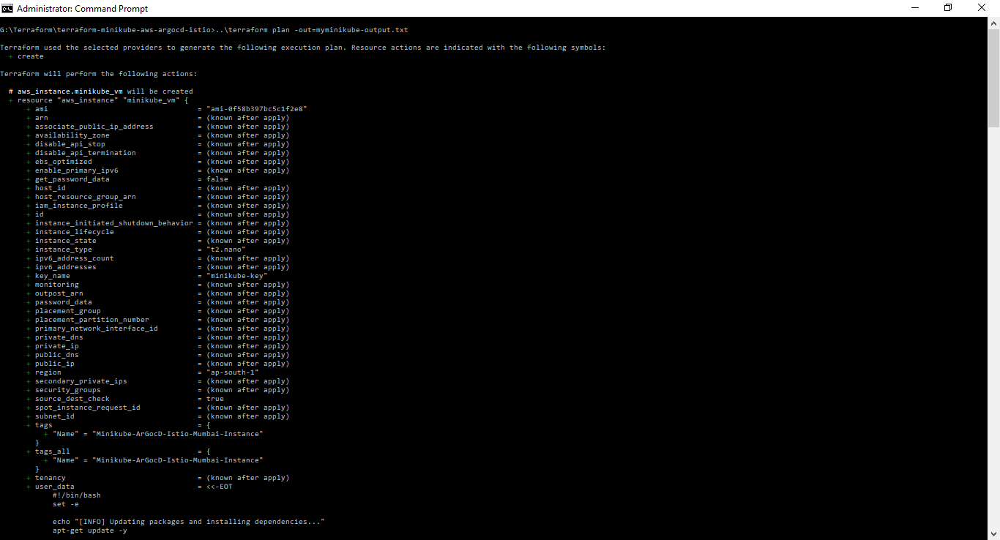 Administrator: Command Prompt
G:\Terraform\terraform-minikube-aws-argocd-istio>..\terraform plan -out=myminikube-output.txt
Terraform used the selected providers to generate the following execution plan. Resource actions are indicated with the following symbols:
  + create
Terraform will perform the following actions:
  # aws_instance.minikube_vm will be created
  + resource "aws_instance" "minikube_vm" {
      + ami                                  = "ami-0f58b397bc5c1f2e8"
      + arn                                  = (known after apply)
      + associate_public_ip_address          = (known after apply)
      + availability_zone                    = (known after apply)
      + disable_api_stop                     = (known after apply)
      + disable_api_termination              = (known after apply)
      + ebs_optimized                        = (known after apply)
      + enable_primary_ipv6                  = (known after apply)
      + get_password_data                    = false
      + host_id                              = (known after apply)
      + host_resource_group_arn              = (known after apply)
      + iam_instance_profile                 = (known after apply)
      + id                                   = (known after apply)
      + instance_initiated_shutdown_behavior = (known after apply)
      + instance_lifecycle                   = (known after apply)
      + instance_state                       = (known after apply)
      + instance_type                        = "t2.nano"
      + ipv6_address_count                   = (known after apply)
      + ipv6_addresses                       = (known after apply)
      + key_name                             = "minikube-key"
      + monitoring                           = (known after apply)
      + outpost_arn                          = (known after apply)
      + password_data                        = (known after apply)
      + placement_group                      = (known after apply)
      + placement_partition_number           = (known after apply)
      + primary_network_interface_id         = (known after apply)
      + private_dns                          = (known after apply)
      + private_ip                           = (known after apply)
      + public_dns                           = (known after apply)
      + public_ip                            = (known after apply)
      + region                               = "ap-south-1"
      + secondary_private_ips                = (known after apply)
      + security_groups                      = (known after apply)
      + source_dest_check                    = true
      + spot_instance_request_id             = (known after apply)
      + subnet_id                            = (known after apply)
      + tags                                 = {
          + "Name" = "Minikube-ArGocD-Istio-Mumbai-Instance"
        }
      + tags_all                             = {
          + "Name" = "Minikube-ArGocD-Istio-Mumbai-Instance"
        }
      + tenancy                              = (known after apply)
      + user_data                            = <<-EOT
            #!/bin/bash
            set -e
            echo "[INFO] Updating packages and installing dependencies..."
            apt-get update -y